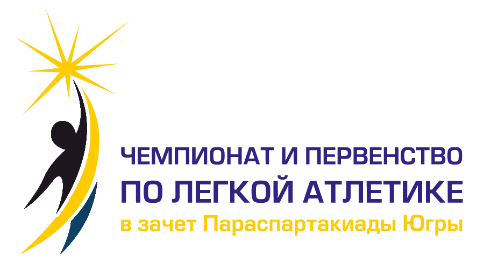 ЧЕМПИОНАТ И ПЕРВЕНСТВО
ПО ЛЕГКОЙ АТЛЕТИКЕ
в зачет Параспартакиады Югры